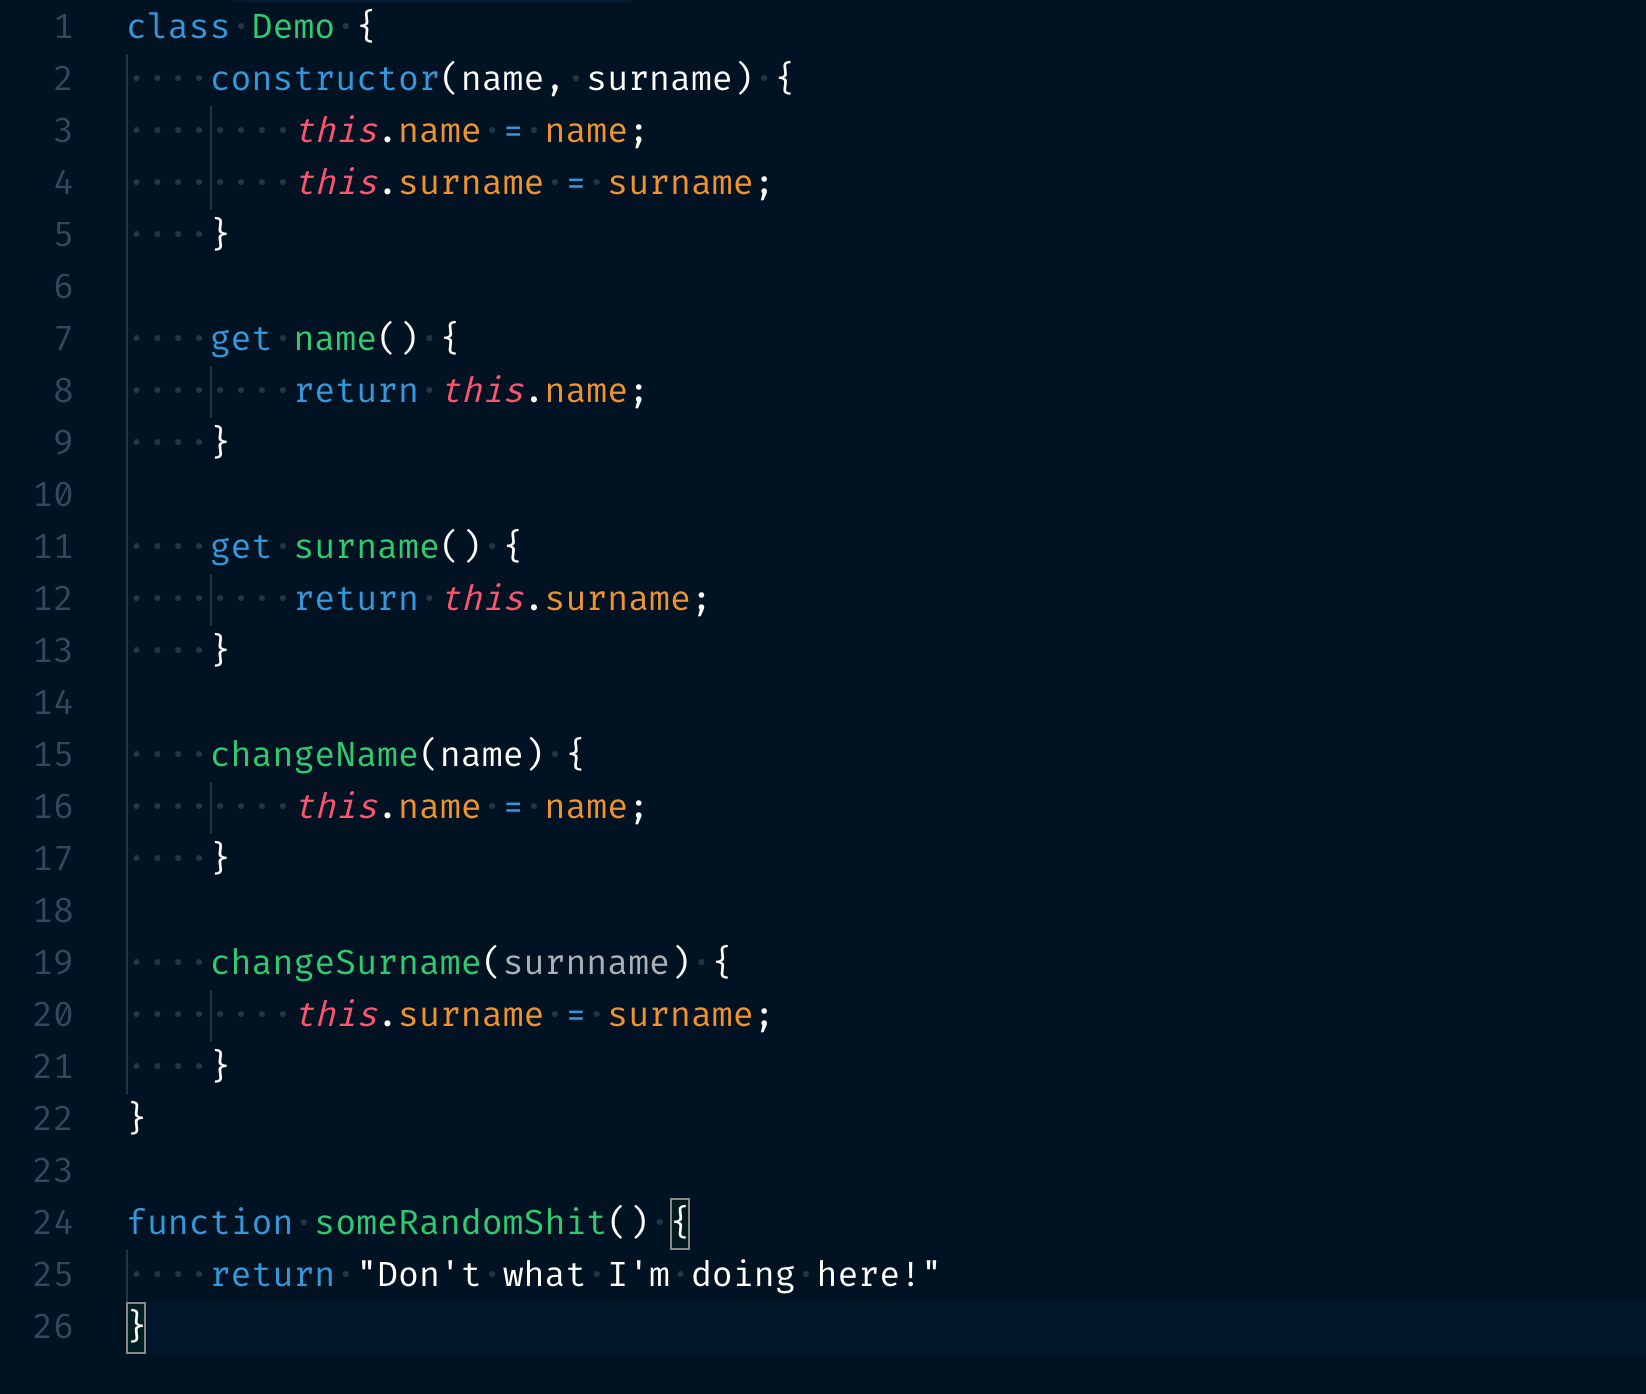 1 class Demo {
2     constructor(name, surname) {
3         this.name = name;
4         this.surname = surname;
5     }
6
7     get name() {
8         return this.name;
9     }
10
11     get surname() {
12         return this.surname;
13     }
14
15     changeName(name) {
16         this.name = name;
17     }
18
19     changeSurname(surnname) {
20         this.surname = surname;
21     }
22 }
23
24 function someRandomShit() {
25     return "Don't what I'm doing here!"
26 }